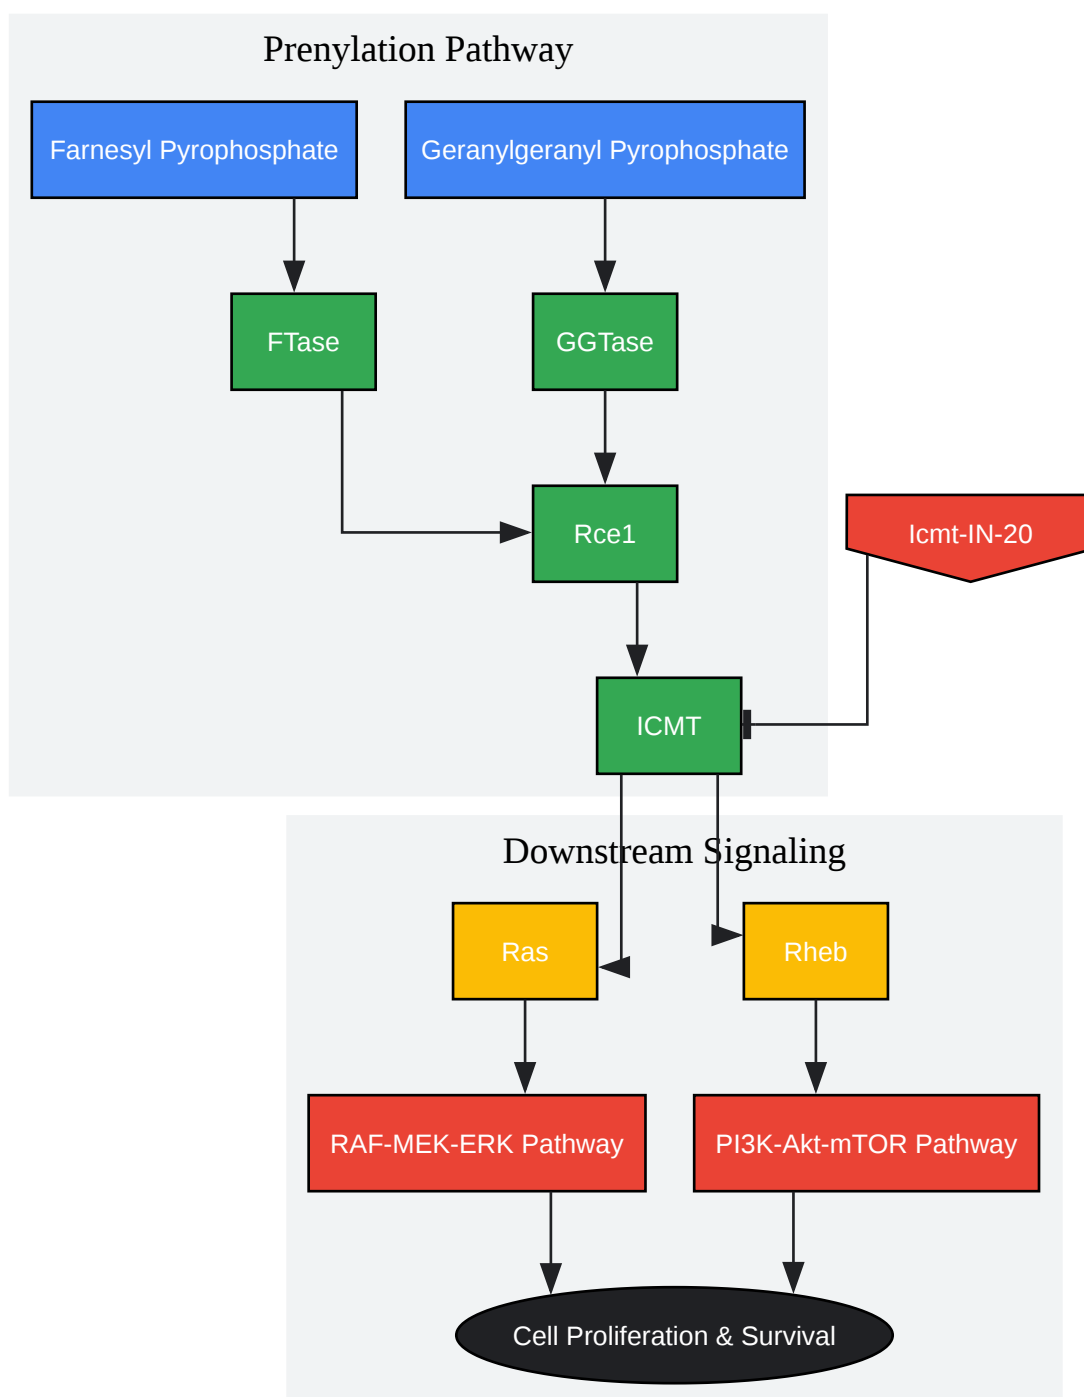 Prenylation Pathway
Farnesyl Pyrophosphate
Geranylgeranyl Pyrophosphate
FTase
GGTase
Rce1
Icmt-IN-20
ICMT
Downstream Signaling
Ras
Rheb
RAF-MEK-ERK Pathway
PI3K-Akt-mTOR Pathway
Cell Proliferation & Survival